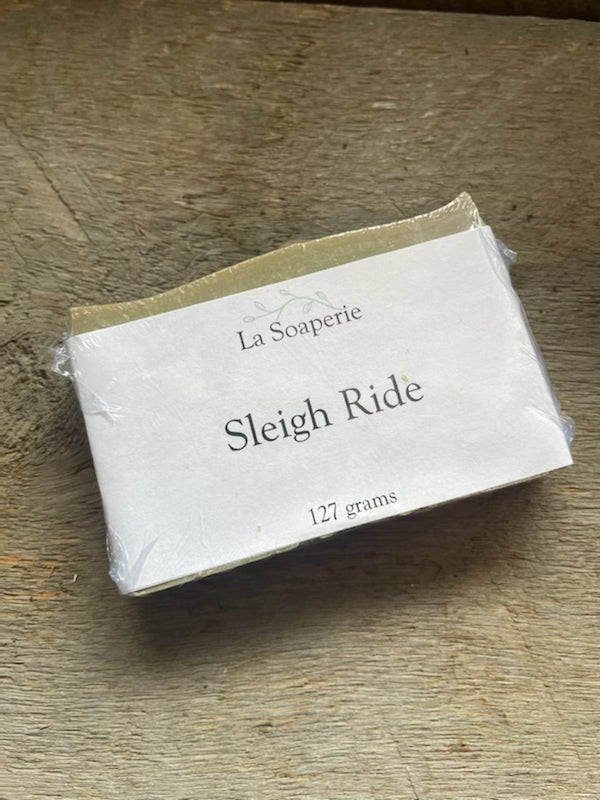 La Soaperie
Sleigh Ride
127 grams